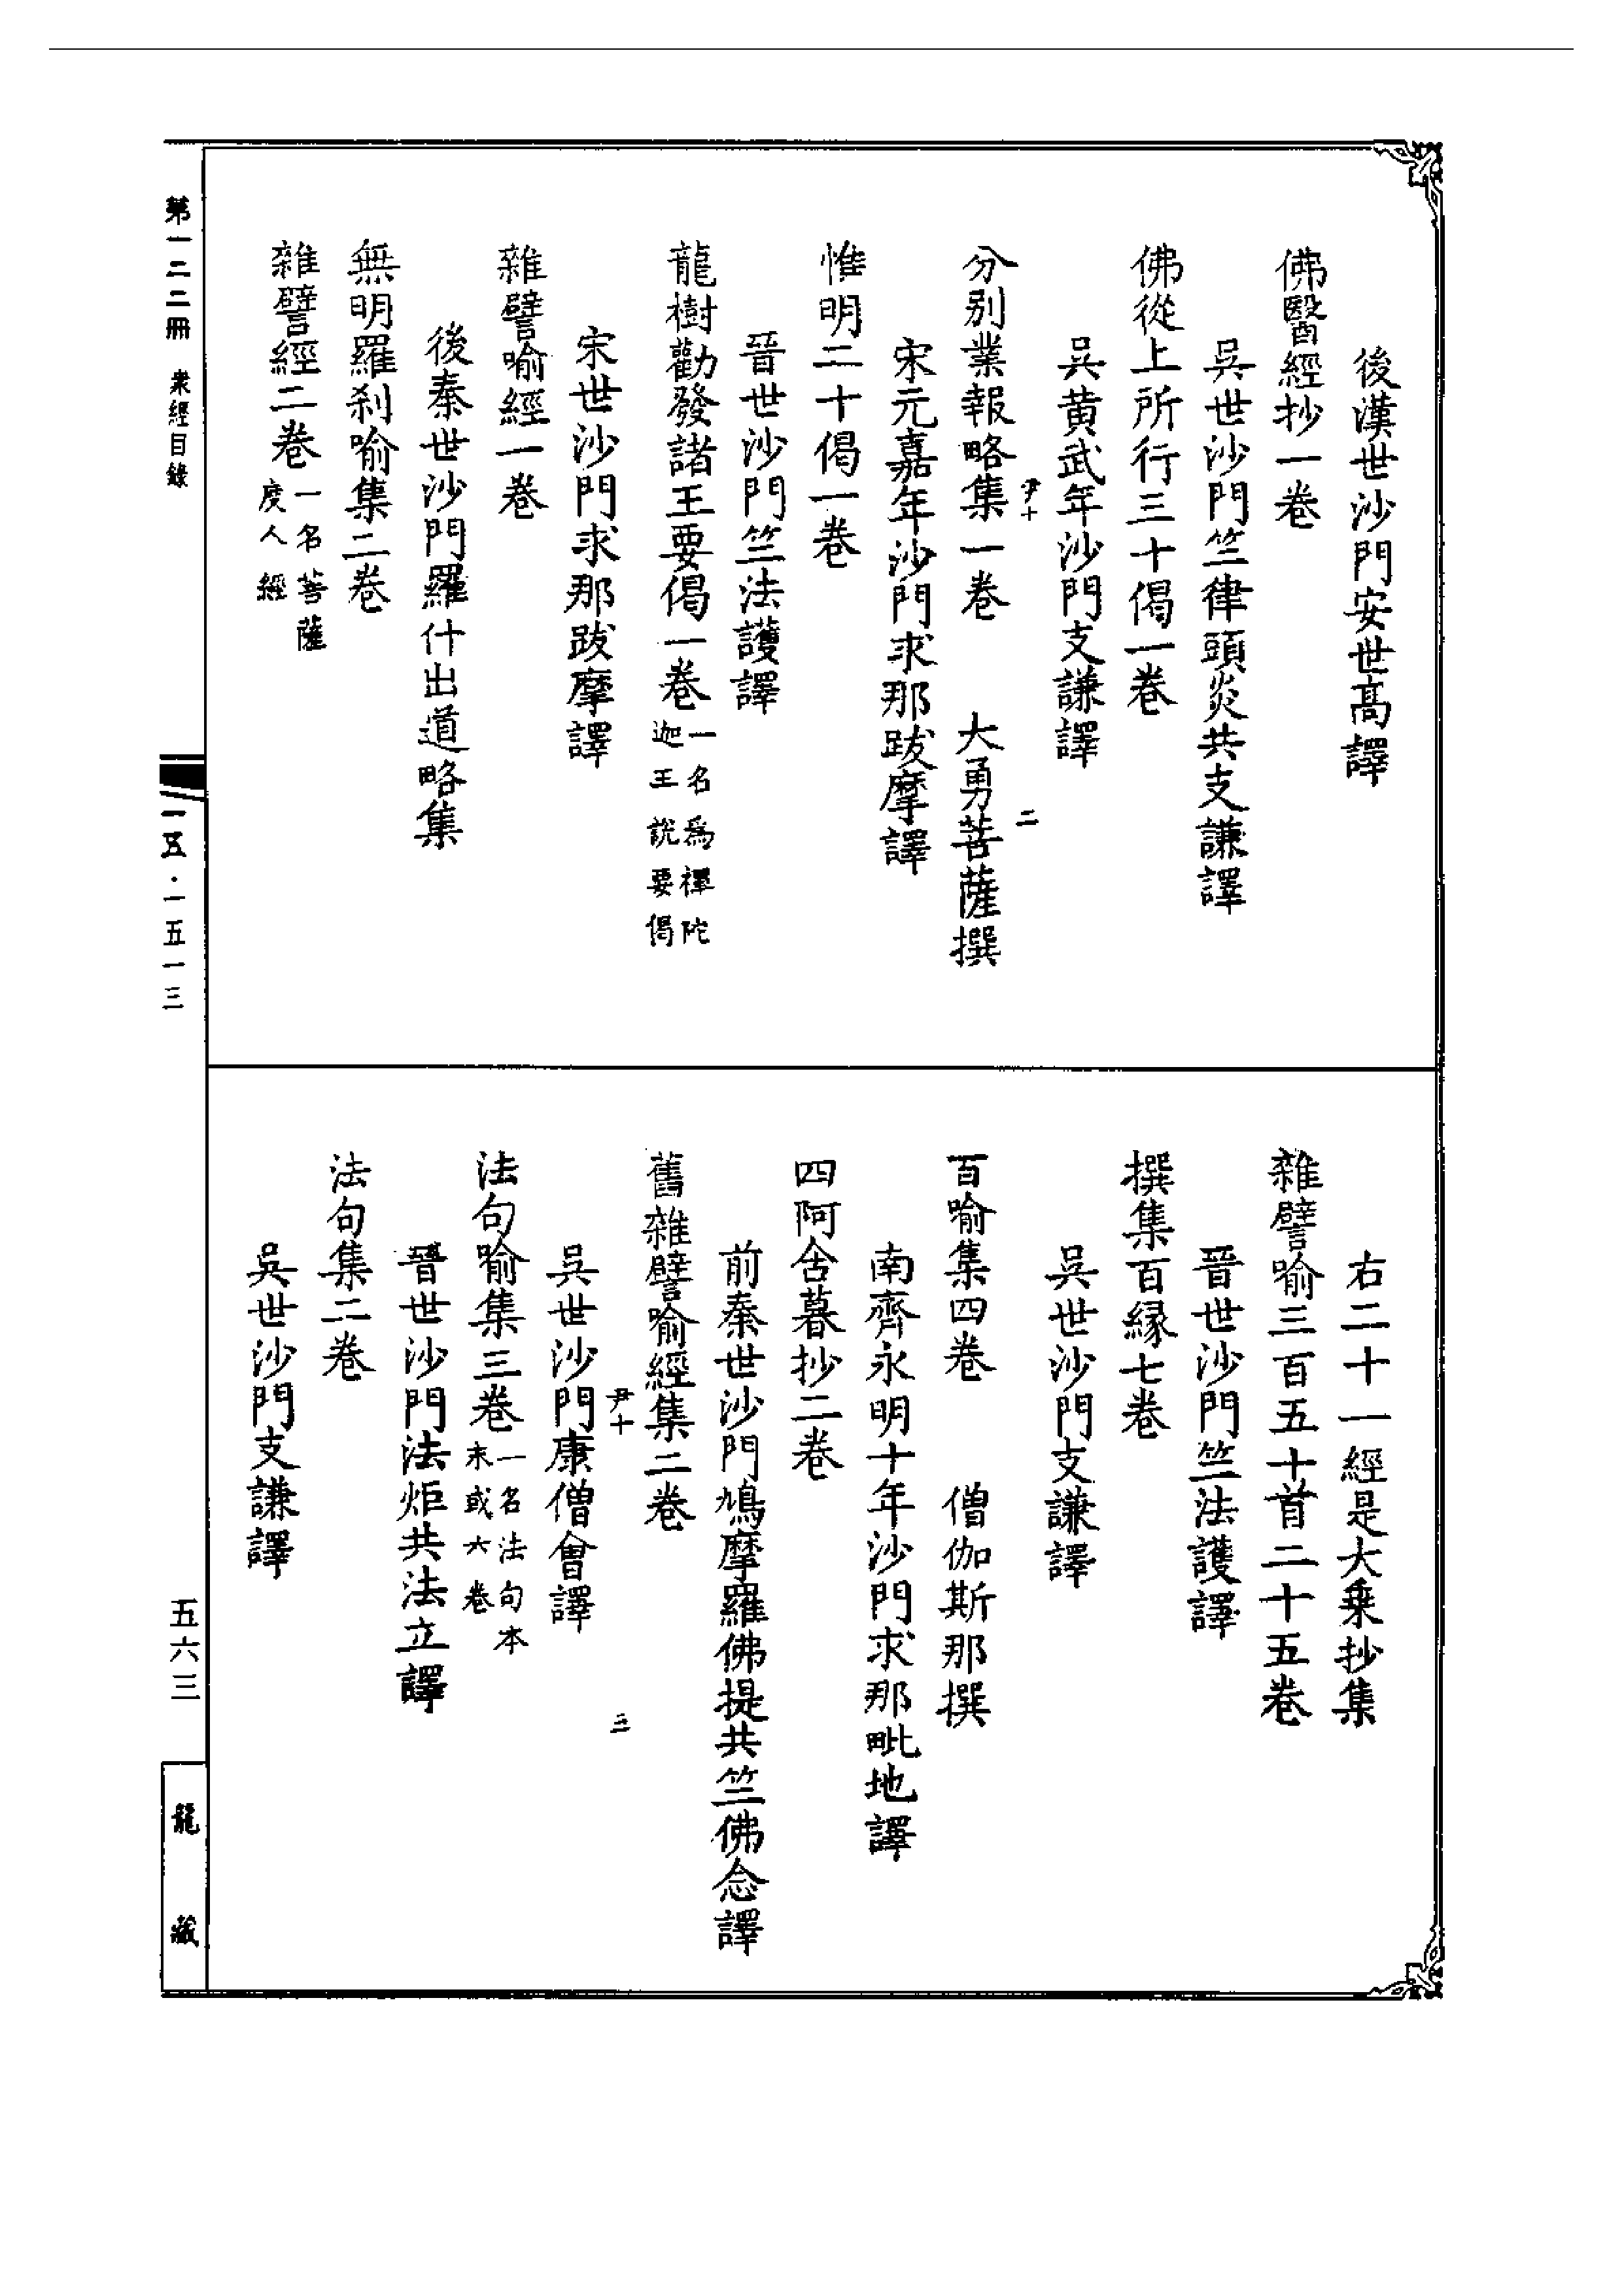 後漢世沙門安世高譯
佛醫經抄一卷
吳世沙門竺律頭炎共支謙譯
佛從上所行三十偈一卷
吳黃武年沙門支謙譯
尹十 二
分別業報略集一卷 大勇菩薩撰
宋元嘉年沙門求那跋摩譯
惟明二十偈一卷
晉世沙門竺法護譯
龍樹勸發諸王要偈一卷一名為禪陀迦王說要偈
宋世沙門求那跋摩譯
雜譬喻經一卷
後秦世沙門羅什出道略集
無明羅刹喻集二卷
雜譬經二卷一名菩薩度人經
右二十一經是大乘抄集
雜譬喻三百五十首二十五卷
晉世沙門竺法護譯
撰集百緣七卷
吳世沙門支謙譯
百喻集四卷 僧伽斯那撰
南齊永明十年沙門求那毗地譯
四阿含暮抄二卷
前秦世沙門鳩摩羅佛提共竺佛念譯
舊雜譬喻經集二卷
尹十 三
吳世沙門康僧會譯
法句喻集三卷一名法句本末或六卷
晉世沙門法炬共法立譯
法句集二卷
吳世沙門支謙譯
第一二二冊 衆經目錄
一五·一五一三
五六三
龍藏